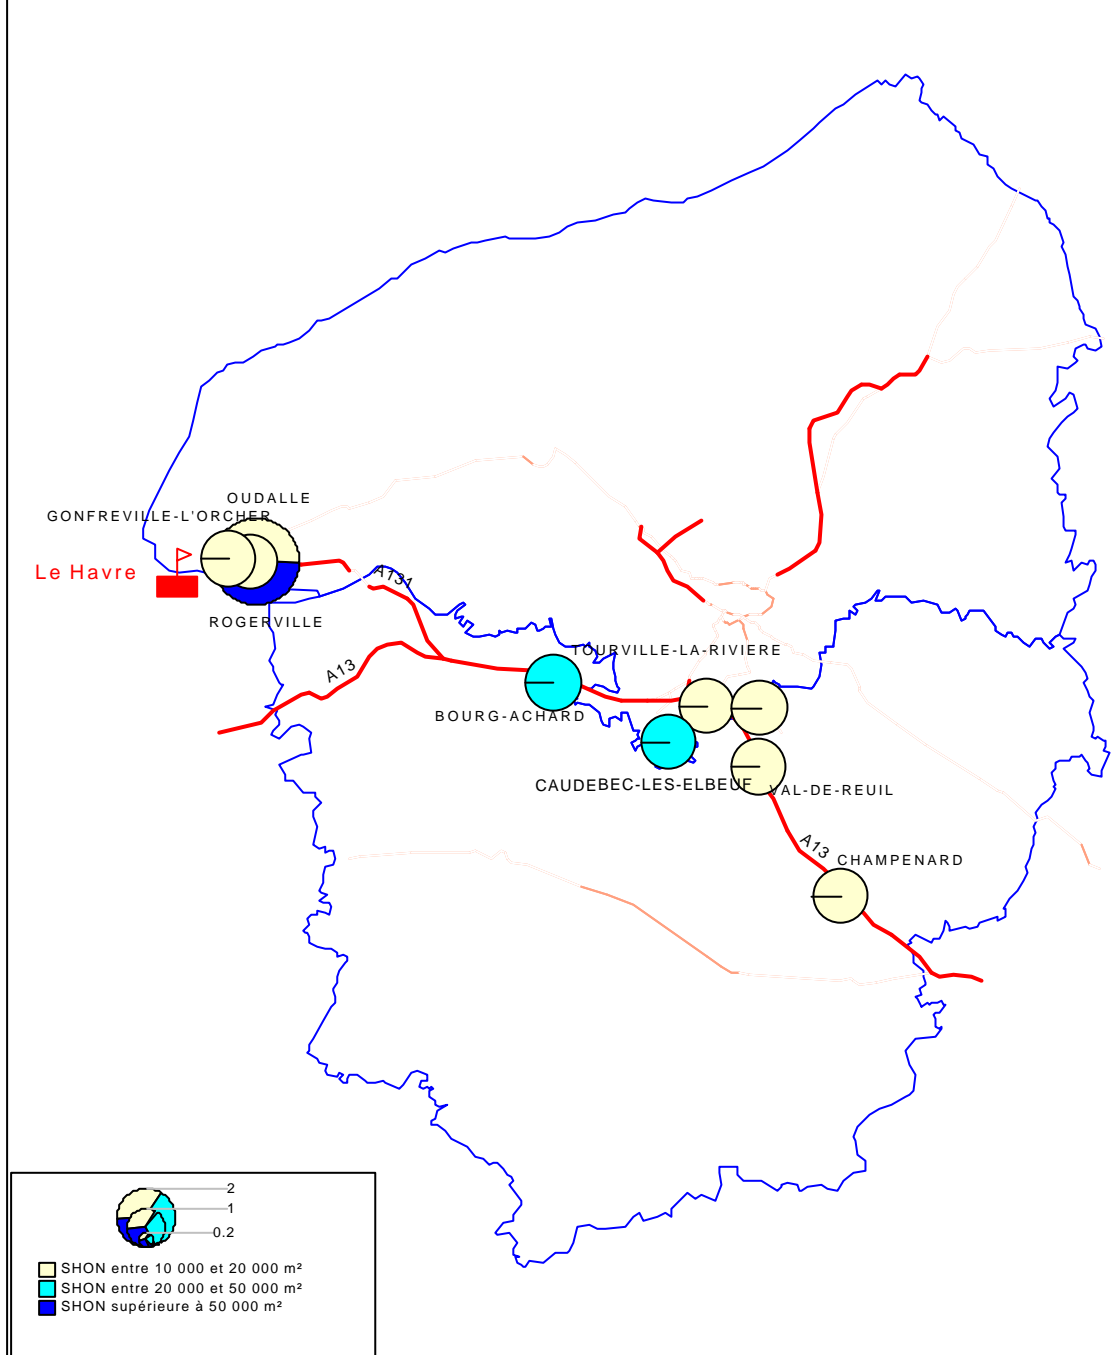 OUDALLE
GONFREVILLE-L'ORCHER
Le Havre
A131
ROGERVILLE
TOURVILLE-LA-RIVIERE
A13
BOURG-ACHARD
CAUDEBEC-LES-ELBEUF
VAL-DE-REUIL
A13
CHAMPENARD
2
1
0.2
SHON entre 10 000 et 20 000 m²
SHON entre 20 000 et 50 000 m²
SHON supérieure à 50 000 m²